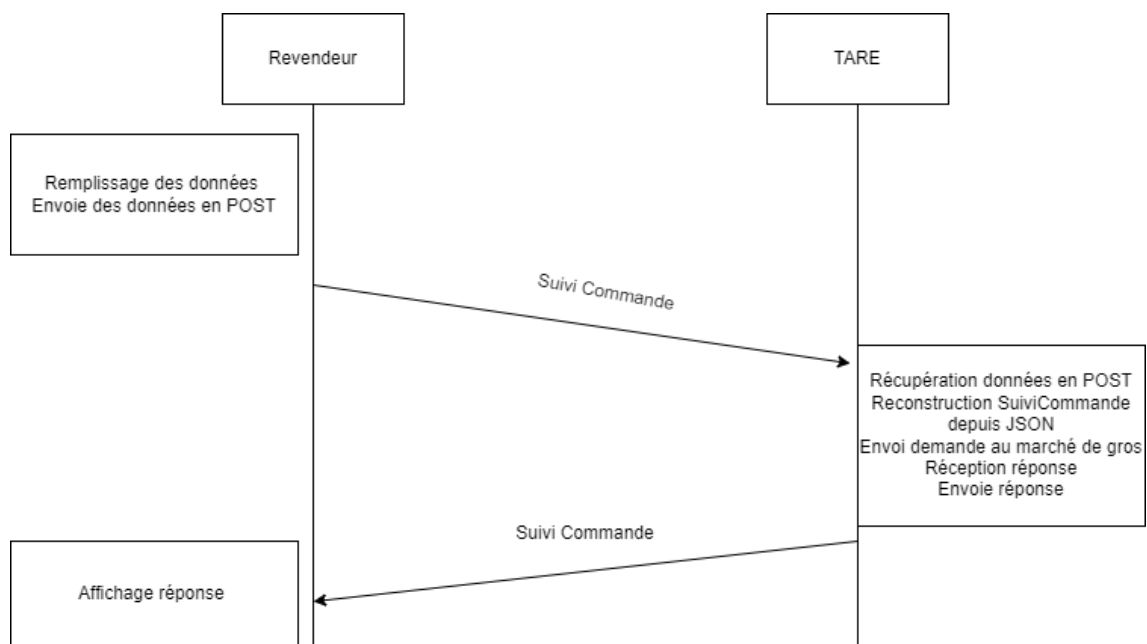 Revendeur
TARE
Remplissage des données
Envoie des données en POST
Suivi Commande
Récupération données en POST
Reconstruction SuiviCommande
depuis JSON
Envoi demande au marché de gros
Réception réponse
Envoie réponse
Suivi Commande
Affichage réponse